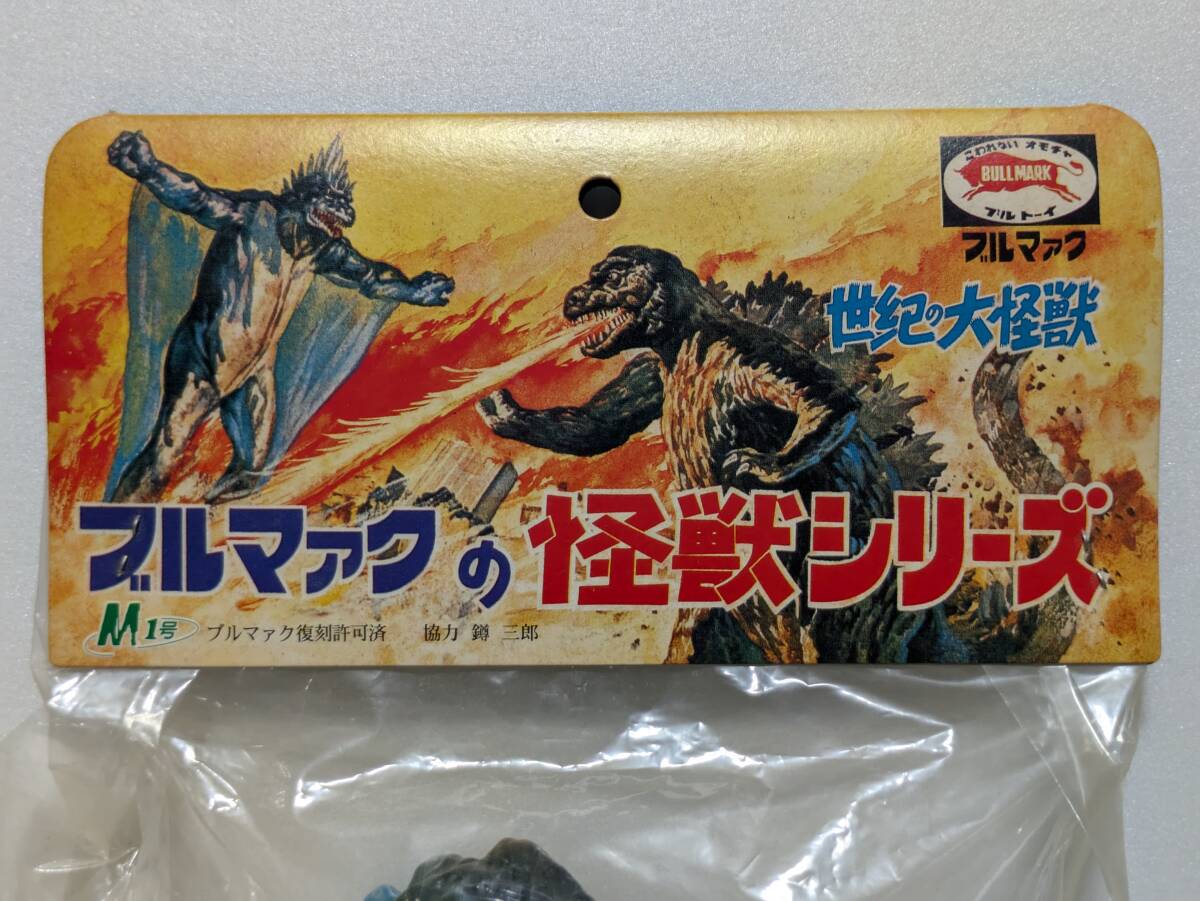 こわれない オモチャ
BULLMARK
ブルトーイ
ブルマァク
世紀の大怪獣
ブルマァクの怪獣シリーズ
M1号 ブルマァク復刻許可済 協力 鐏 三郎